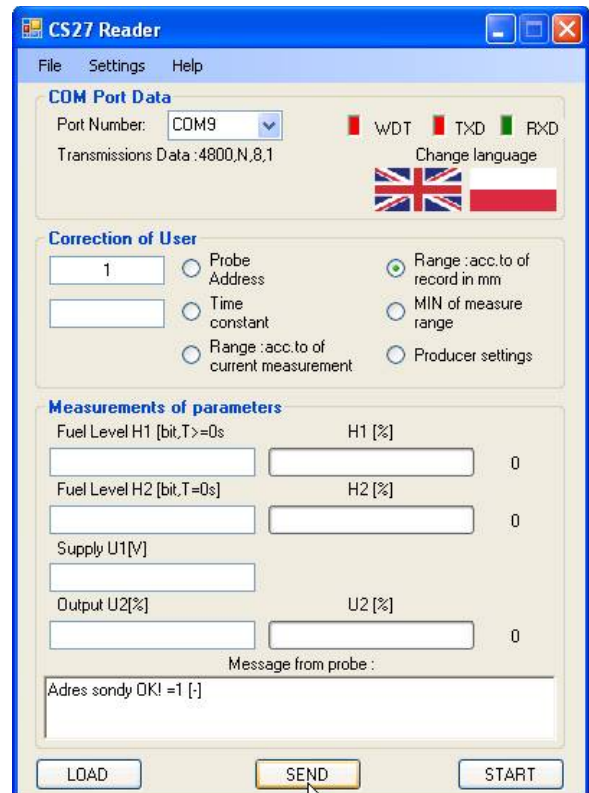 CS27 Reader
File Settings Help
COM Port Data
Port Number: COM9 WDT TXD RXD
Transmissions Data :4800,N,8,1 Change language
Correction of User
1 Probe Address Range :acc.to of record in mm
Time constant MIN of measure range
Range :acc.to of current measurement Producer settings
Measurements of parameters
Fuel Level H1 [bit,T>=0s H1 [%]
0
Fuel Level H2 [bit,T=0s] H2 [%]
0
Supply U1[V]
Output U2[%] U2 [%]
0
Message from probe :
Adres sondy OK! =1 [-]
LOAD SEND START